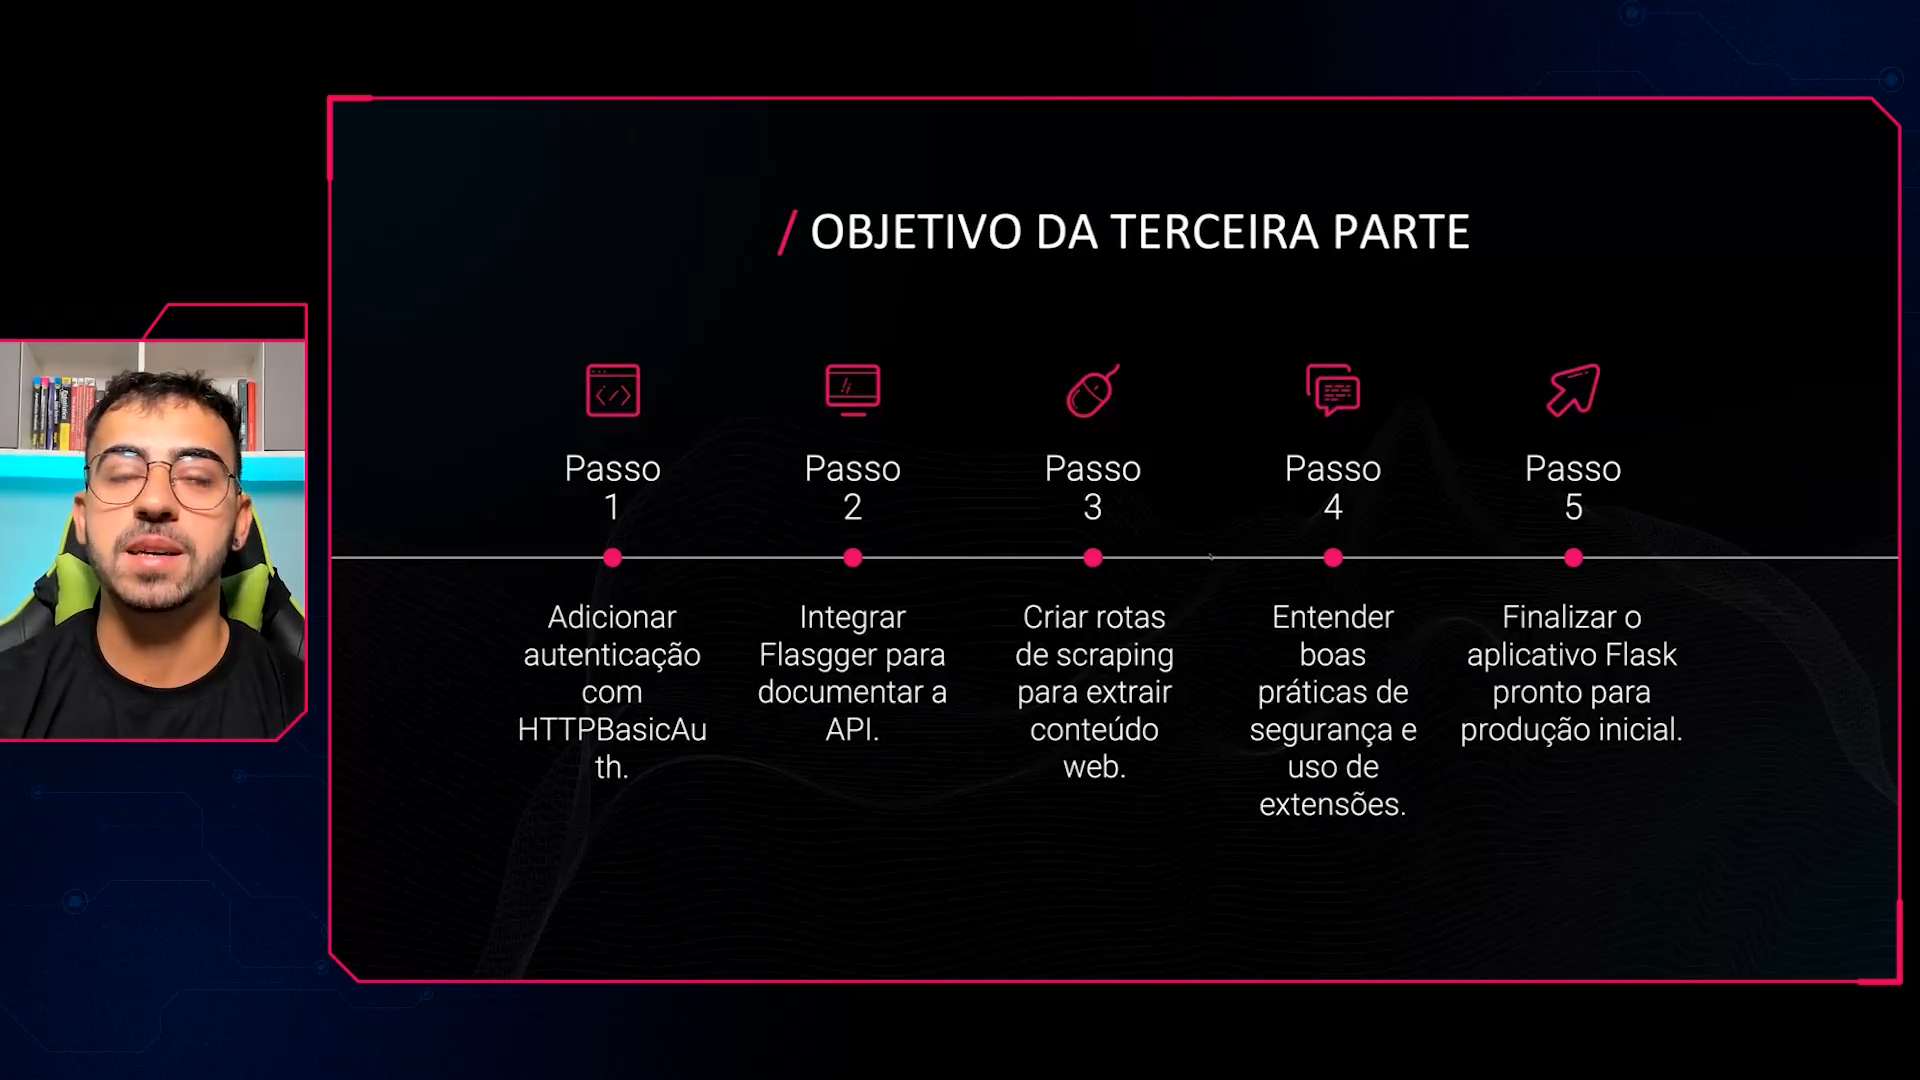 / OBJETIVO DA TERCEIRA PARTE
Passo
1
Adicionar
autenticação
com
HTTPBasicAu
th.
Passo
2
Integrar
Flasgger para
documentar a
API.
Passo
3
Criar rotas
de scraping
para extrair
conteúdo
web.
Passo
4
Entender
boas
práticas de
segurança e
uso de
extensões.
Passo
5
Finalizar o
aplicativo Flask
pronto para
produção inicial.